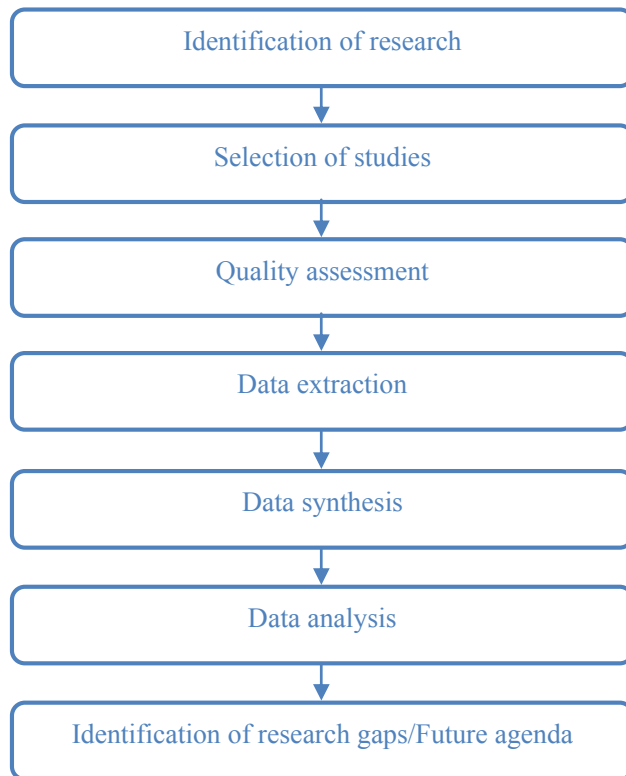 Identification of research
Selection of studies
Quality assessment
Data extraction
Data synthesis
Data analysis
Identification of research gaps/Future agenda